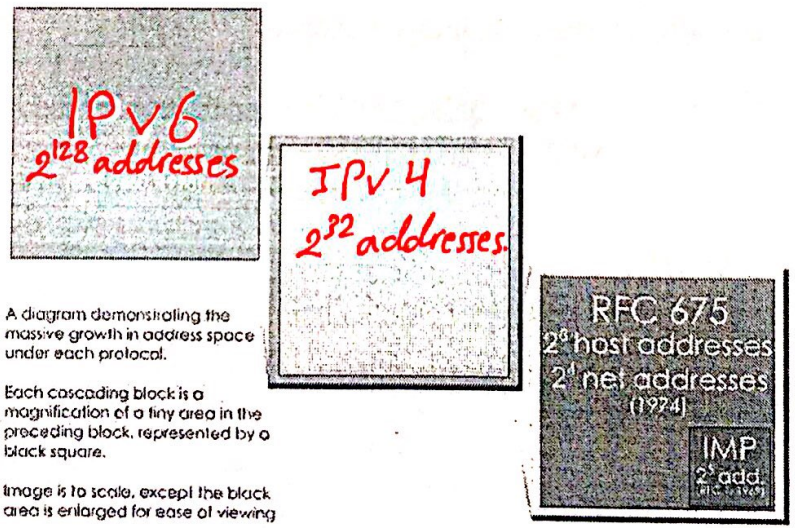 IPv6
2^128 addresses
IPv4
2^32 addresses.
RFC 675
2^8 host addresses
2^4 net addresses
(1974)
IMP
2^5 add.
A diagram demonstrating the
massive growth in address space
under each protocol.
Each cascading block is a
magnification of a tiny area in the
preceding block, represented by a
black square.
Image is to scale, except the black
area is enlarged for ease of viewing